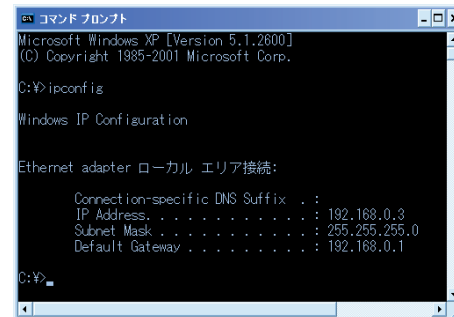 コマンド プロンプト
Microsoft Windows XP [Version 5.1.2600]
(C) Copyright 1985-2001 Microsoft Corp.
C:¥>ipconfig
Windows IP Configuration
Ethernet adapter ローカル エリア接続:
Connection-specific DNS Suffix . :
IP Address. . . . . . . . . . . . : 192.168.0.3
Subnet Mask . . . . . . . . . . . : 255.255.255.0
Default Gateway . . . . . . . . . : 192.168.0.1
C:¥>_